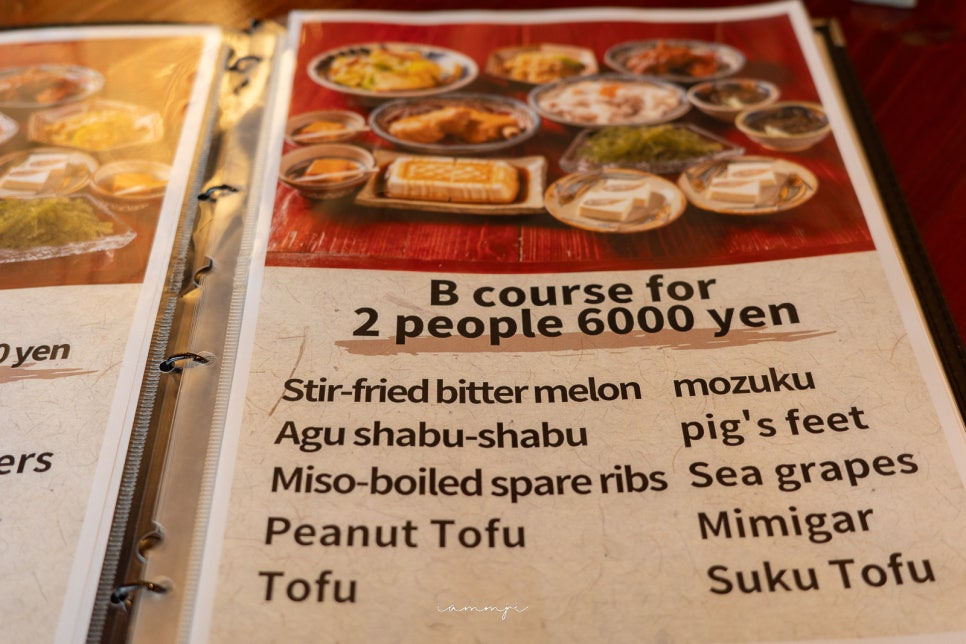 0 yen
ers
B course for
2 people 6000 yen
Stir-fried bitter melon
mozuku
Agu shabu-shabu
pig's feet
Miso-boiled spare ribs
Sea grapes
Peanut Tofu
Mimigar
Tofu
Suku Tofu
iammji